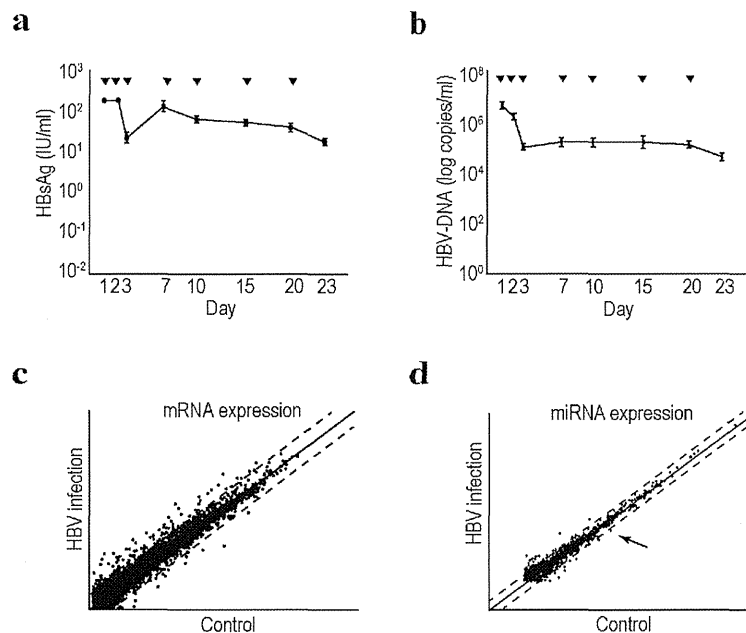 a
10³
10²
10¹
10⁰
10⁻¹
10⁻²
HBsAg (IU/ml)
1 2 3 7 10 15 20 23
Day
b
10⁸
10⁶
10⁴
10²
10⁰
HBV-DNA (log copies/ml)
1 2 3 7 10 15 20 23
Day
c
mRNA expression
HBV infection
Control
d
miRNA expression
HBV infection
Control